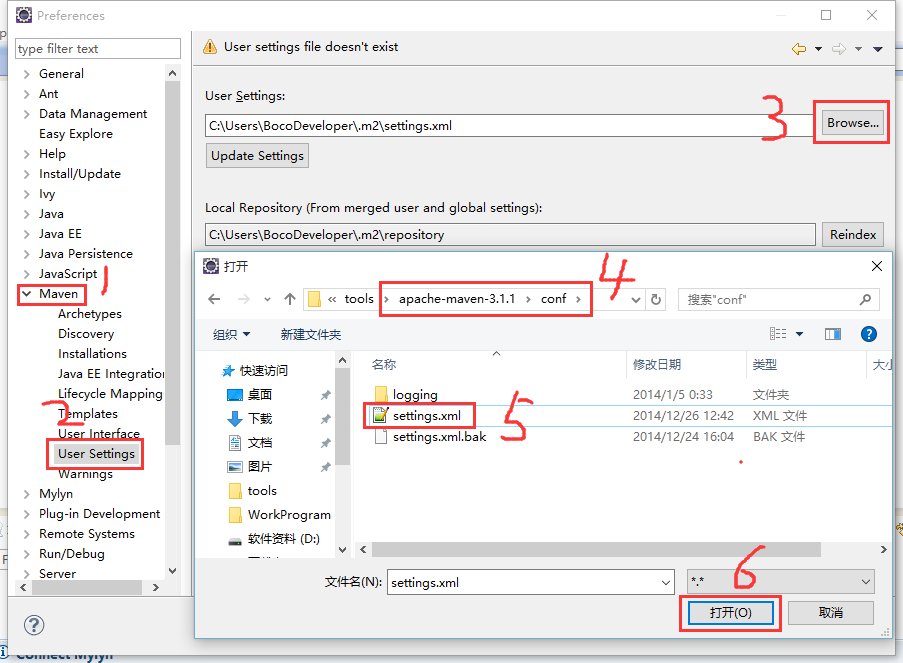 Preferences
type filter text
User settings file doesn't exist
General
Ant
Data Management
Easy Explore
Help
Install/Update
Ivy
Java
Java EE
Java Persistence
JavaScript
Maven
1
Archetypes
Discovery
Installations
Java EE Integration
Lifecycle Mapping
2
Templates
User Interface
User Settings
Warnings
Mylyn
Plug-in Development
Remote Systems
Run/Debug
Server
User Settings:
C:\Users\BocoDeveloper\.m2\settings.xml
3
Browse...
Update Settings
Local Repository (From merged user and global settings):
C:\Users\BocoDeveloper\.m2\repository
Reindex
打开
« tools › apache-maven-3.1.1 › conf ›
4
搜索"conf"
组织 新建文件夹
快速访问
桌面
下载
文档
图片
tools
WorkProgram
软件资料 (D:)
名称 修改日期 类型 大小
logging 2014/1/5 0:33 文件夹
settings.xml 2014/12/26 12:42 XML 文件
5
settings.xml.bak 2014/12/24 16:04 BAK 文件
文件名(N): settings.xml *.*
6
打开(O) 取消
Connect Mylyn